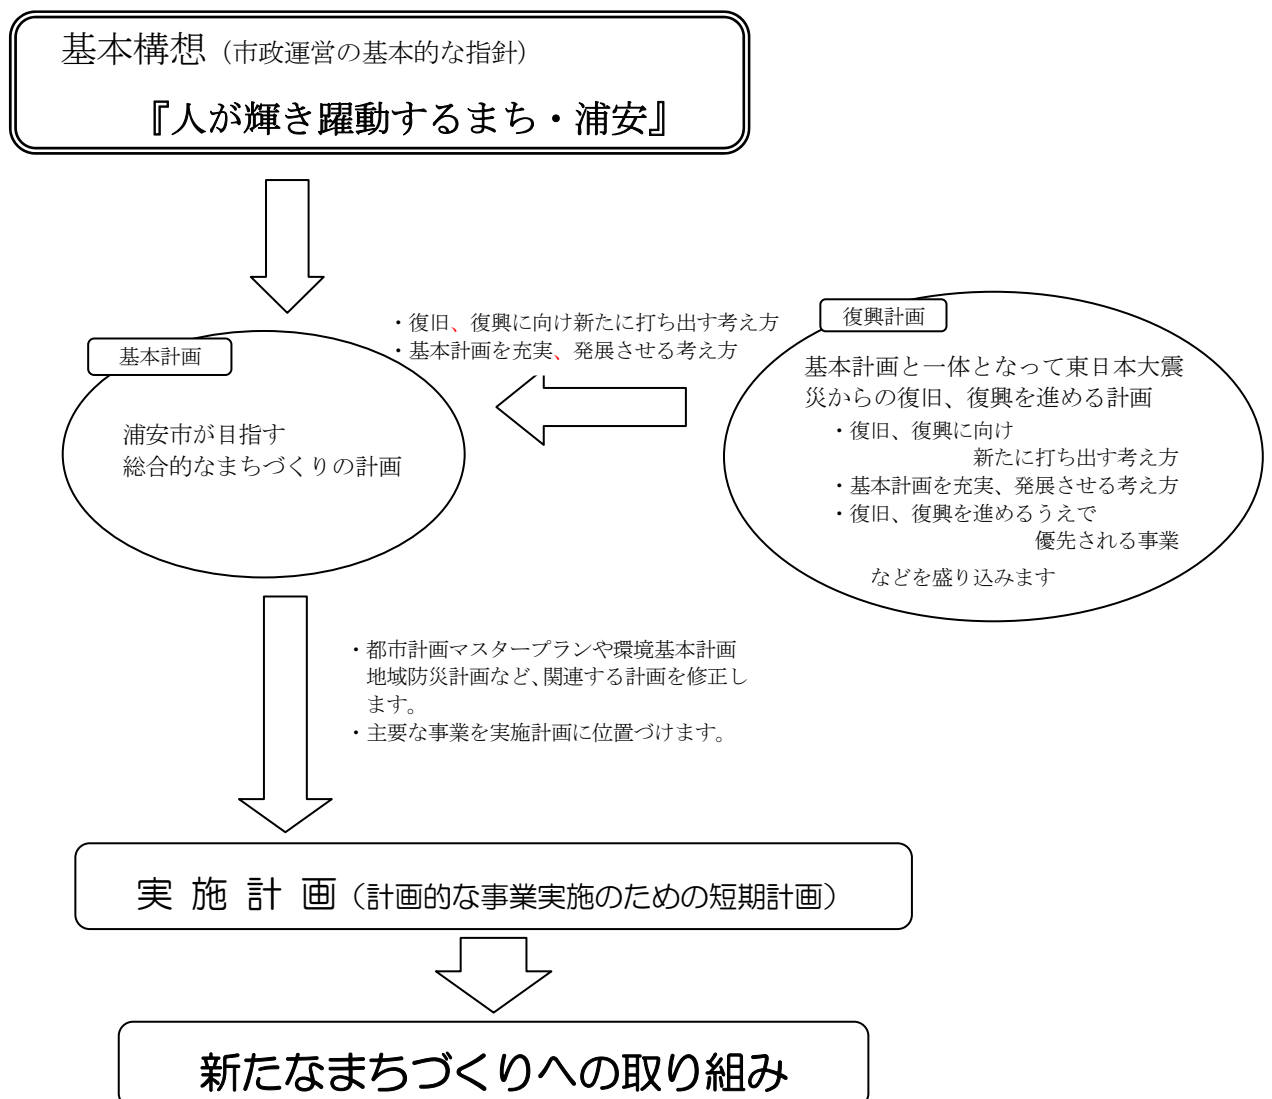 基本構想（市政運営の基本的な指針）
『人が輝き躍動するまち・浦安』
・復旧、復興に向け新たに打ち出す考え方
・基本計画を充実、発展させる考え方
基本計画
浦安市が目指す
総合的なまちづくりの計画
復興計画
基本計画と一体となって東日本大震
災からの復旧、復興を進める計画
・復旧、復興に向け
新たに打ち出す考え方
・基本計画を充実、発展させる考え方
・復旧、復興を進めるうえで
優先される事業
などを盛り込みます
・都市計画マスタープランや環境基本計画
地域防災計画など、関連する計画を修正し
ます。
・主要な事業を実施計画に位置づけます。
実 施 計 画（計画的な事業実施のための短期計画）
新たなまちづくりへの取り組み